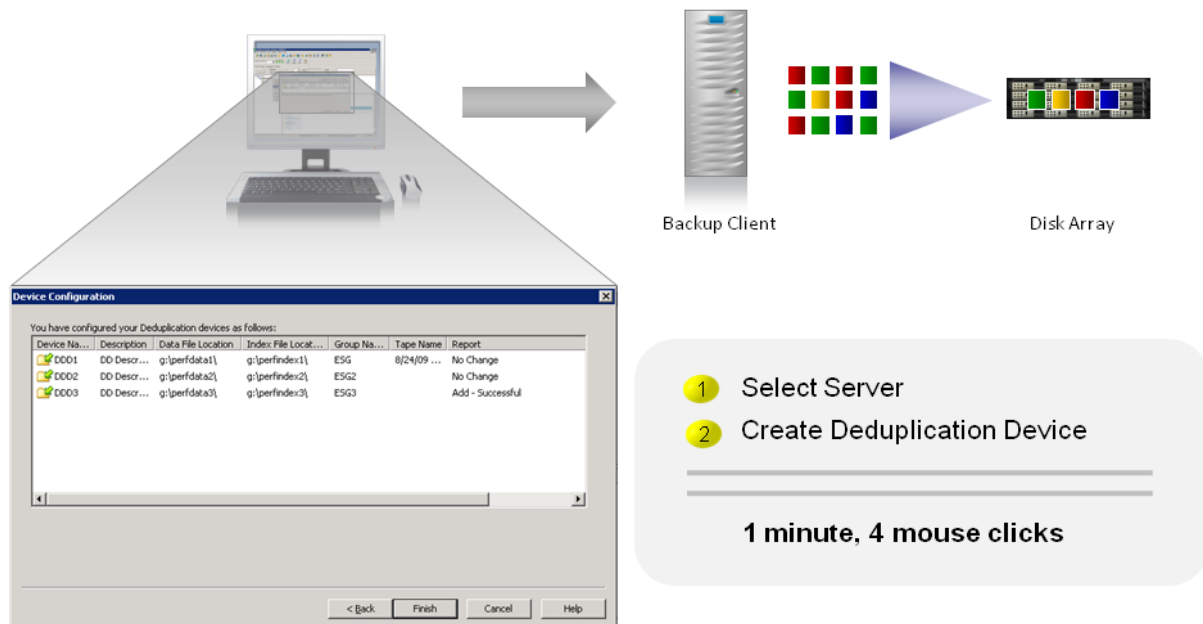 Backup Client
Disk Array
Device Configuration
You have configured your Deduplication devices as follows:
Device Na... Description Data File Location Index File Locat... Group Na... Tape Name Report
DDD1 DD Descr... g:\perfdata1\ g:\perfindex1\ ESG 8/24/09 ... No Change
DDD2 DD Descr... g:\perfdata2\ g:\perfindex2\ ESG2 No Change
DDD3 DD Descr... g:\perfdata3\ g:\perfindex3\ ESG3 Add - Successful
< Back Finish Cancel Help
1 Select Server
2 Create Deduplication Device
1 minute, 4 mouse clicks